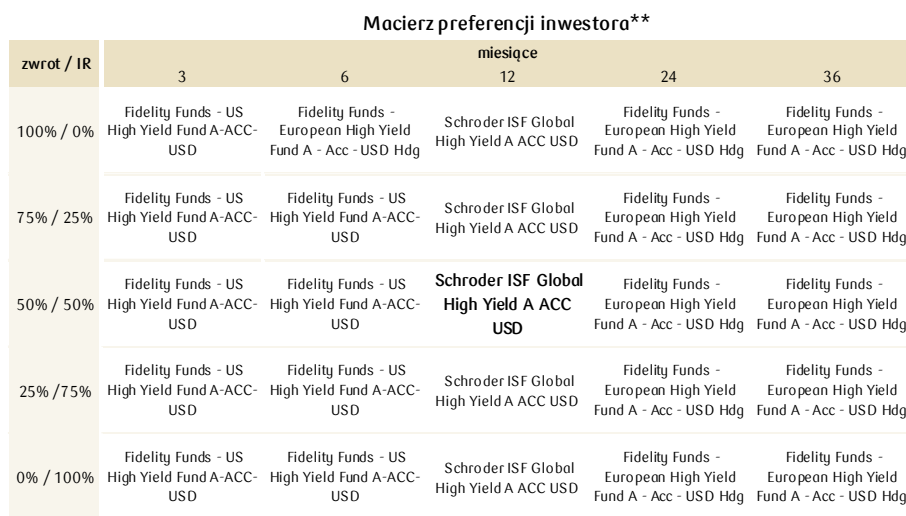 Macierz preferencji inwestora**
zwrot / IR
miesiące
3 6 12 24 36
100% / 0%
Fidelity Funds - US
High Yield Fund A-ACC-
USD
Fidelity Funds -
European High Yield
Fund A - Acc - USD Hdg
Schroder ISF Global
High Yield A ACC USD
Fidelity Funds -
European High Yield
Fund A - Acc - USD Hdg
Fidelity Funds -
European High Yield
Fund A - Acc - USD Hdg
75% / 25%
Fidelity Funds - US
High Yield Fund A-ACC-
USD
Fidelity Funds - US
High Yield Fund A-ACC-
USD
Schroder ISF Global
High Yield A ACC USD
Fidelity Funds -
European High Yield
Fund A - Acc - USD Hdg
Fidelity Funds -
European High Yield
Fund A - Acc - USD Hdg
50% / 50%
Fidelity Funds - US
High Yield Fund A-ACC-
USD
Fidelity Funds - US
High Yield Fund A-ACC-
USD
Schroder ISF Global
High Yield A ACC
USD
Fidelity Funds -
European High Yield
Fund A - Acc - USD Hdg
Fidelity Funds -
European High Yield
Fund A - Acc - USD Hdg
25% /75%
Fidelity Funds - US
High Yield Fund A-ACC-
USD
Fidelity Funds - US
High Yield Fund A-ACC-
USD
Schroder ISF Global
High Yield A ACC USD
Fidelity Funds -
European High Yield
Fund A - Acc - USD Hdg
Fidelity Funds -
European High Yield
Fund A - Acc - USD Hdg
0% / 100%
Fidelity Funds - US
High Yield Fund A-ACC-
USD
Fidelity Funds - US
High Yield Fund A-ACC-
USD
Schroder ISF Global
High Yield A ACC USD
Fidelity Funds -
European High Yield
Fund A - Acc - USD Hdg
Fidelity Funds -
European High Yield
Fund A - Acc - USD Hdg